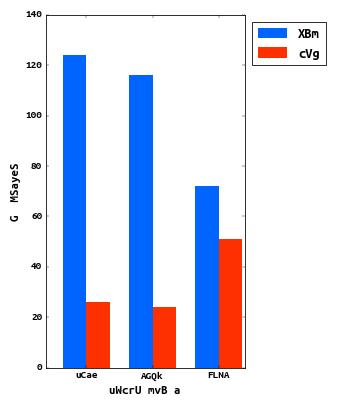 140
120
100
80
60
40
20
0
G  MSayeS
uCae AGQk FLNA
uWcrU mvB a
XBm
cVg